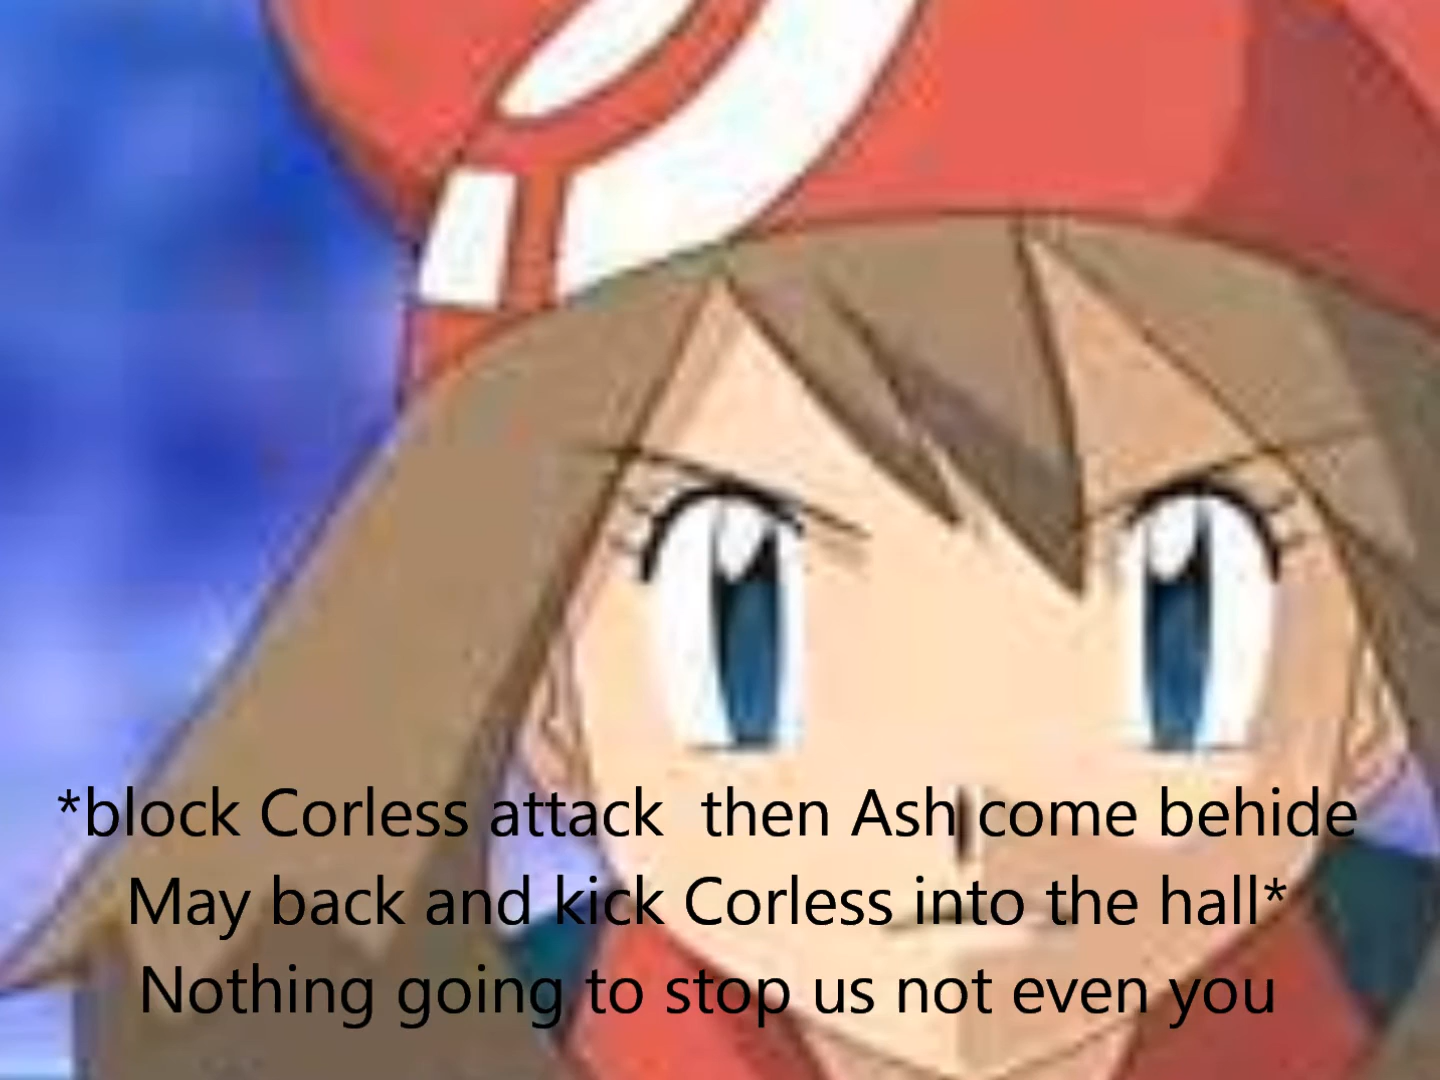 *block Corless attack  then Ash come behide
May back and kick Corless into the hall*
Nothing going to stop us not even you